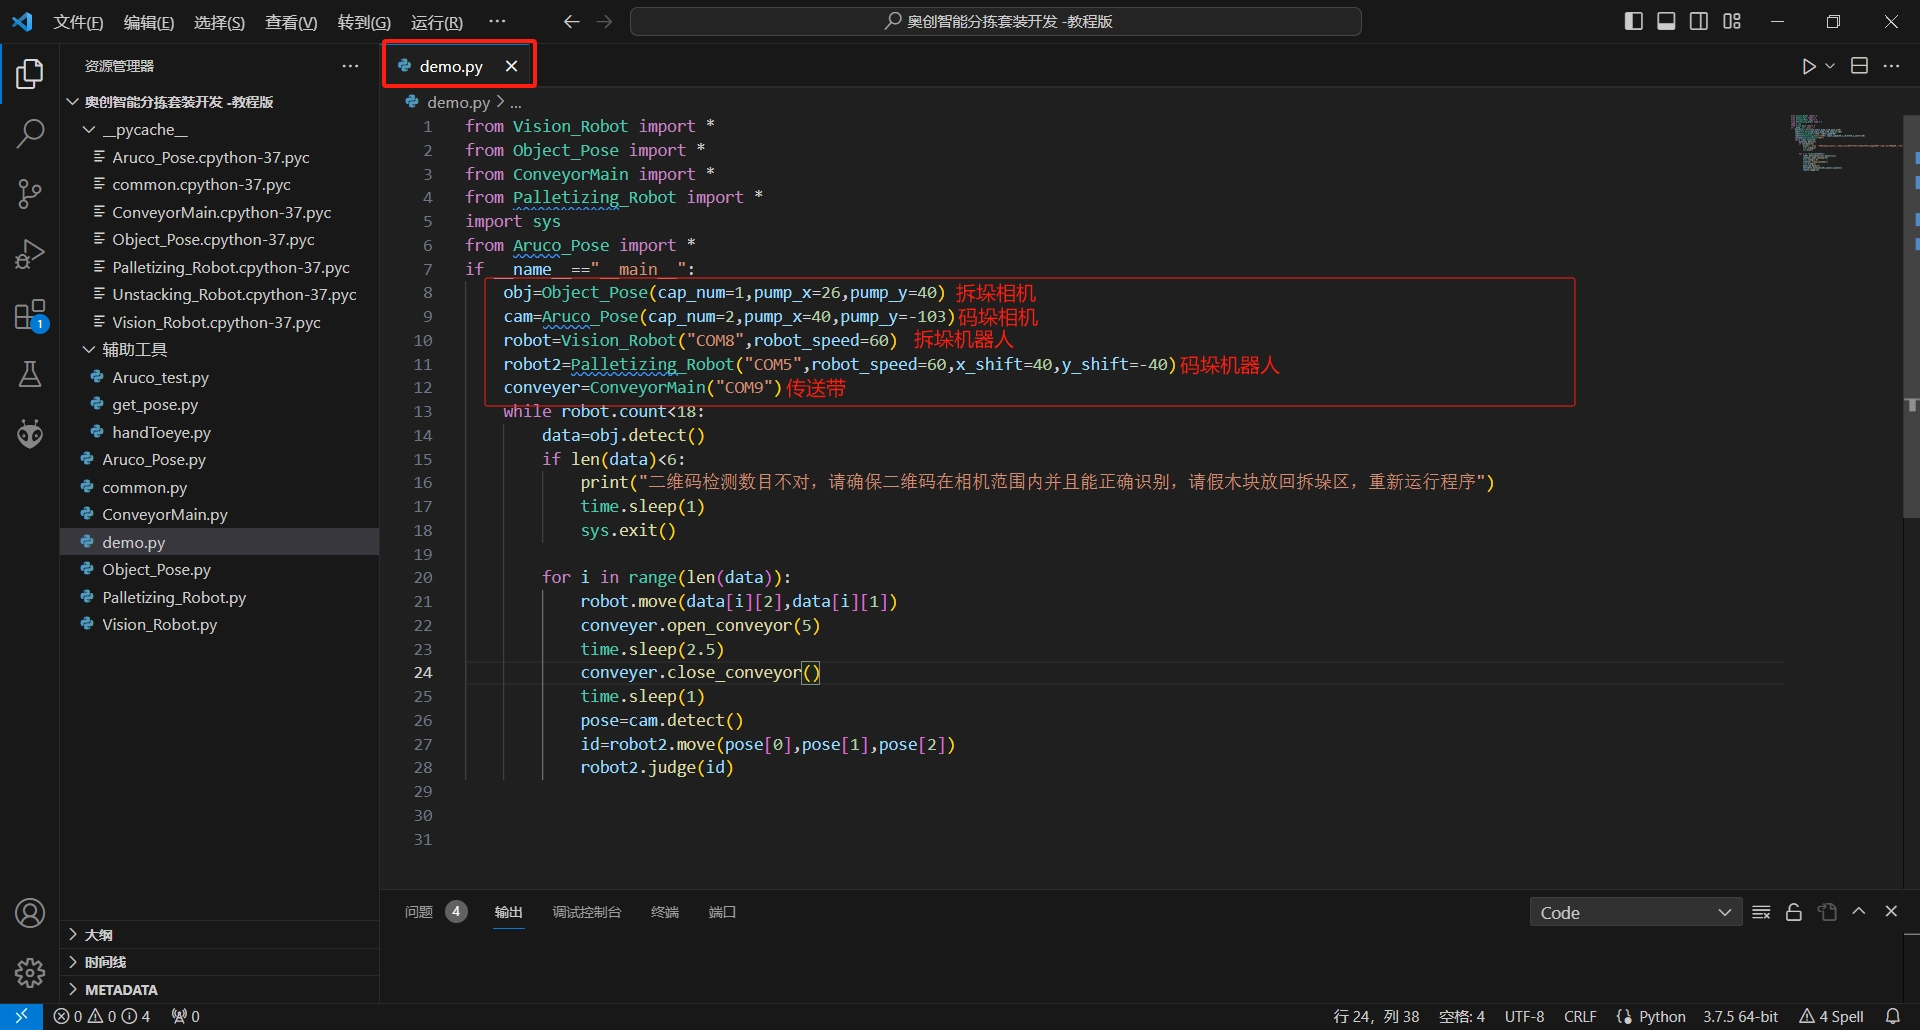 文件(F) 编辑(E) 选择(S) 查看(V) 转到(G) 运行(R) ···
奥创智能分拣套装开发 -教程版
资源管理器
奥创智能分拣套装开发 -教程版
__pycache__
Aruco_Pose.cpython-37.pyc
common.cpython-37.pyc
ConveyorMain.cpython-37.pyc
Object_Pose.cpython-37.pyc
Palletizing_Robot.cpython-37.pyc
Unstacking_Robot.cpython-37.pyc
Vision_Robot.cpython-37.pyc
辅助工具
Aruco_test.py
get_pose.py
handToeye.py
Aruco_Pose.py
common.py
ConveyorMain.py
demo.py
Object_Pose.py
Palletizing_Robot.py
Vision_Robot.py
大纲
时间线
METADATA
1
demo.py
demo.py > ...
1 from Vision_Robot import *
2 from Object_Pose import *
3 from ConveyorMain import *
4 from Palletizing_Robot import *
5 import sys
6 from Aruco_Pose import *
7 if __name__=="__main__":
8 obj=Object_Pose(cap_num=1,pump_x=26,pump_y=40) 拆垛相机
9 cam=Aruco_Pose(cap_num=2,pump_x=40,pump_y=-103)码垛相机
10 robot=Vision_Robot("COM8",robot_speed=60) 拆垛机器人
11 robot2=Palletizing_Robot("COM5",robot_speed=60,x_shift=40,y_shift=-40)码垛机器人
12 conveyer=ConveyorMain("COM9")传送带
13 while robot.count<18:
14 data=obj.detect()
15 if len(data)<6:
16 print("二维码检测数目不对，请确保二维码在相机范围内并且能正确识别，请假木块放回拆垛区，重新运行程序")
17 time.sleep(1)
18 sys.exit()
19
20 for i in range(len(data)):
21 robot.move(data[i][2],data[i][1])
22 conveyer.open_conveyor(5)
23 time.sleep(2.5)
24 conveyer.close_conveyor()
25 time.sleep(1)
26 pose=cam.detect()
27 id=robot2.move(pose[0],pose[1],pose[2])
28 robot2.judge(id)
29
30
31
问题 4 输出 调试控制台 终端 端口
Code
0 0 4 0
行 24，列 38 空格: 4 UTF-8 CRLF Python 3.7.5 64-bit 4 Spell